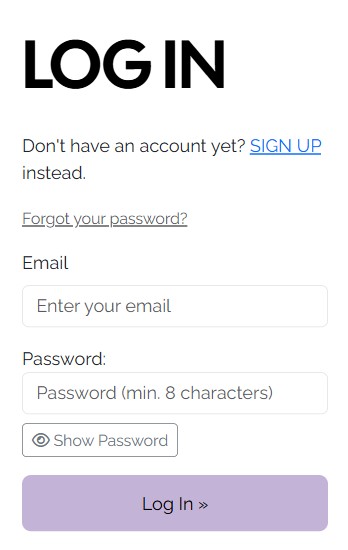 LOG IN
Don't have an account yet? SIGN UP
instead.
Forgot your password?
Email
Enter your email
Password:
Password (min. 8 characters)
Show Password
Log In »